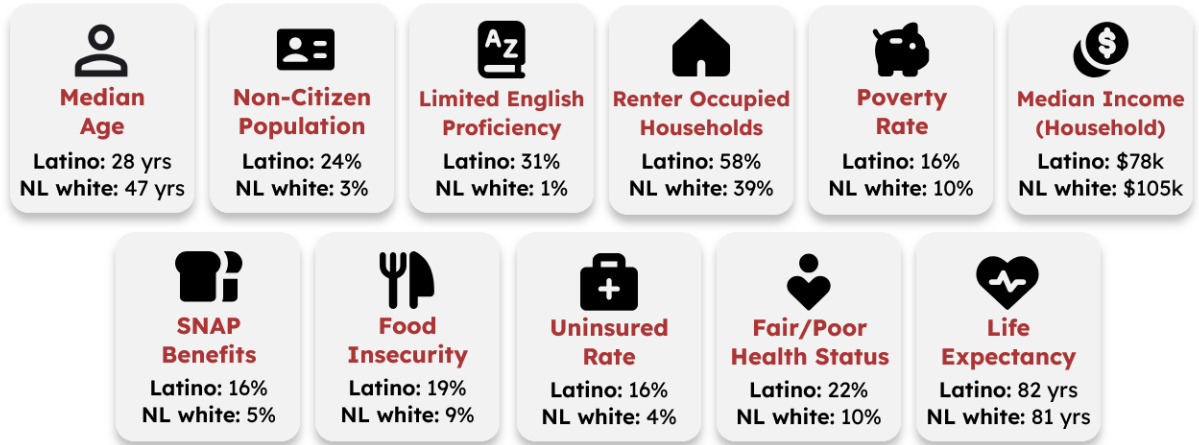 A Z
$
Median
Age
Latino: 28 yrs
NL white: 47 yrs
Non-Citizen
Population
Latino: 24%
NL white: 3%
Limited English
Proficiency
Latino: 31%
NL white: 1%
Renter Occupied
Households
Latino: 58%
NL white: 39%
Poverty
Rate
Latino: 16%
NL white: 10%
Median Income
(Household)
Latino: $78k
NL white: $105k
SNAP
Benefits
Latino: 16%
NL white: 5%
Food
Insecurity
Latino: 19%
NL white: 9%
Uninsured
Rate
Latino: 16%
NL white: 4%
Fair/Poor
Health Status
Latino: 22%
NL white: 10%
Life
Expectancy
Latino: 82 yrs
NL white: 81 yrs